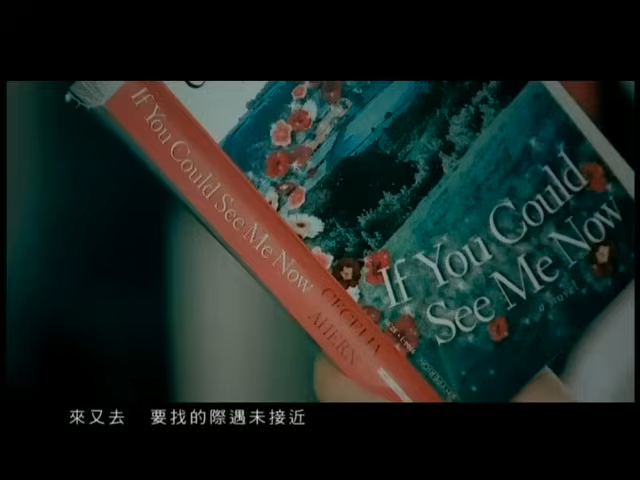 If You Could See Me Now
CECELIA
AHERN
If You Could
See Me Now
a novel
來又去 要找的際遇未接近